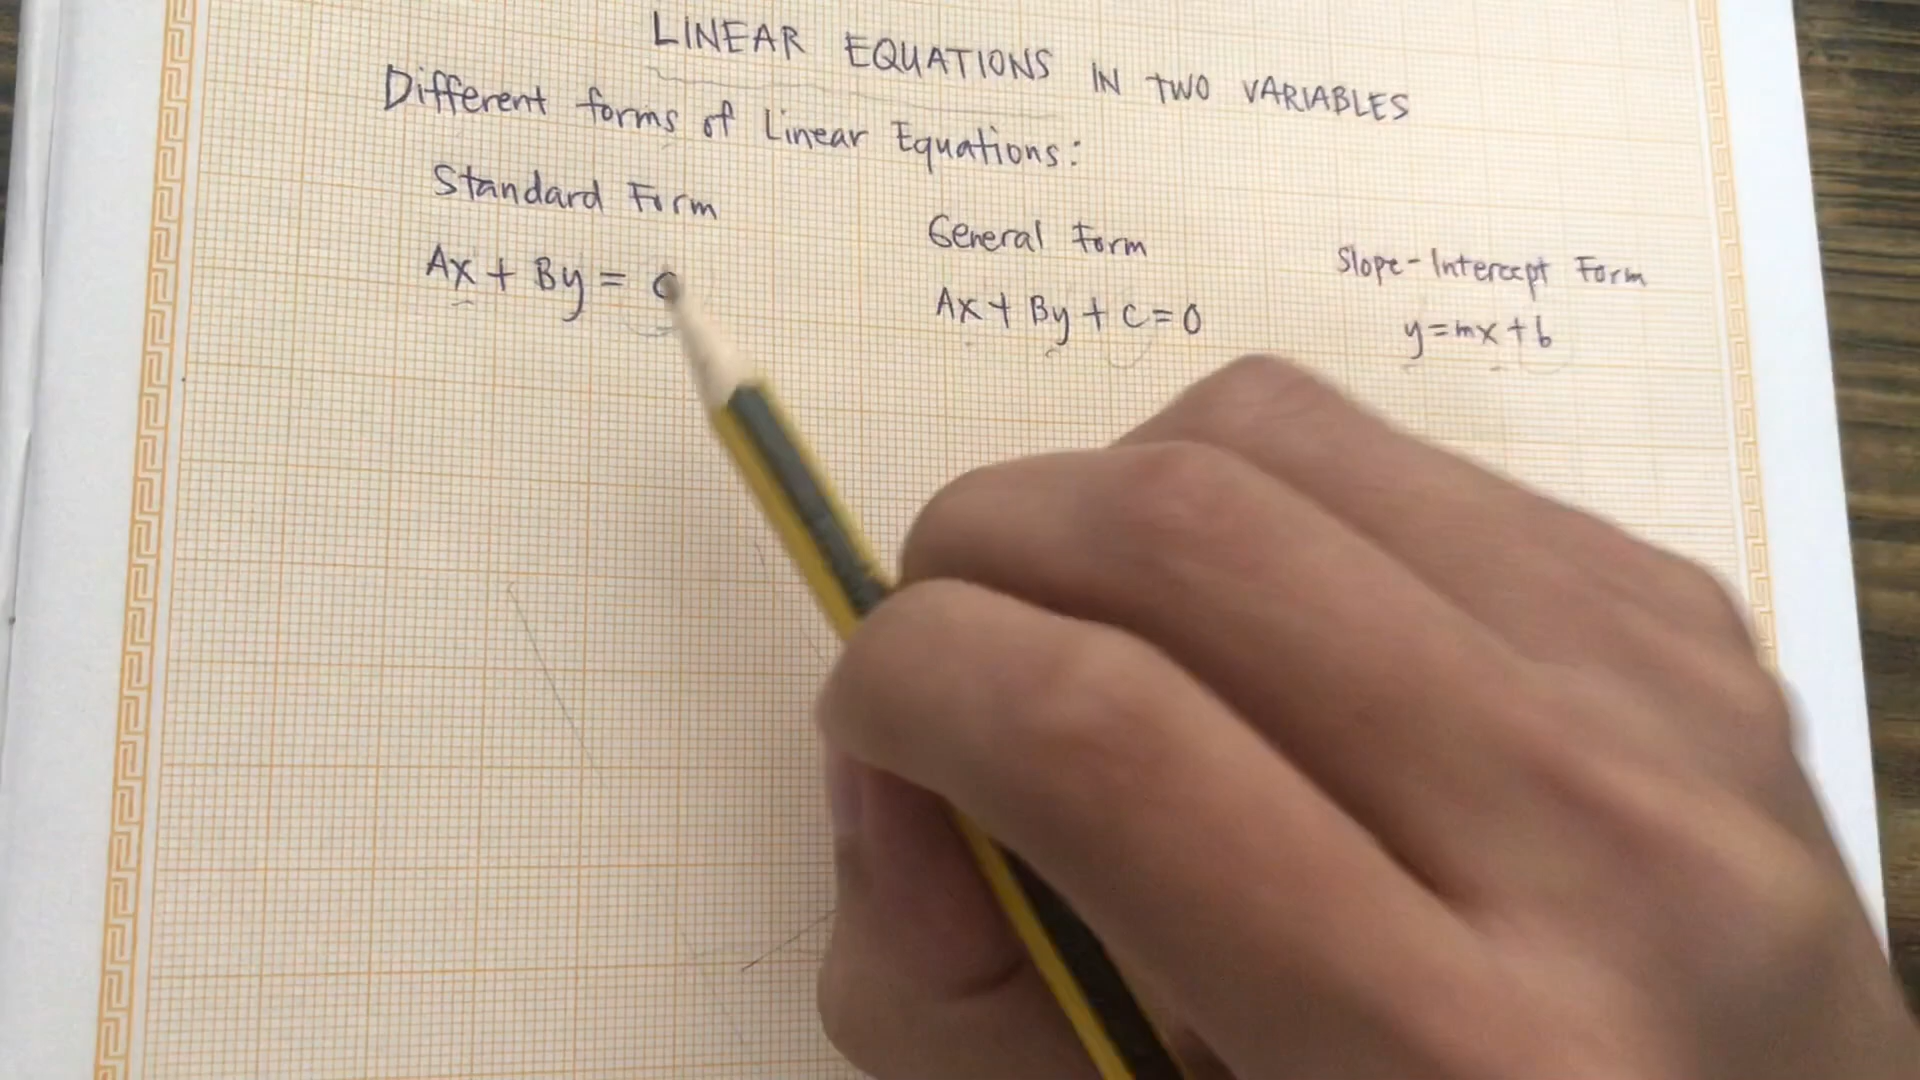 LINEAR EQUATIONS IN TWO VARIABLES
Different forms of Linear Equations:
Standard Form
Ax + By = C
General Form
Ax + By + C = 0
Slope-Intercept Form
y = mx + b